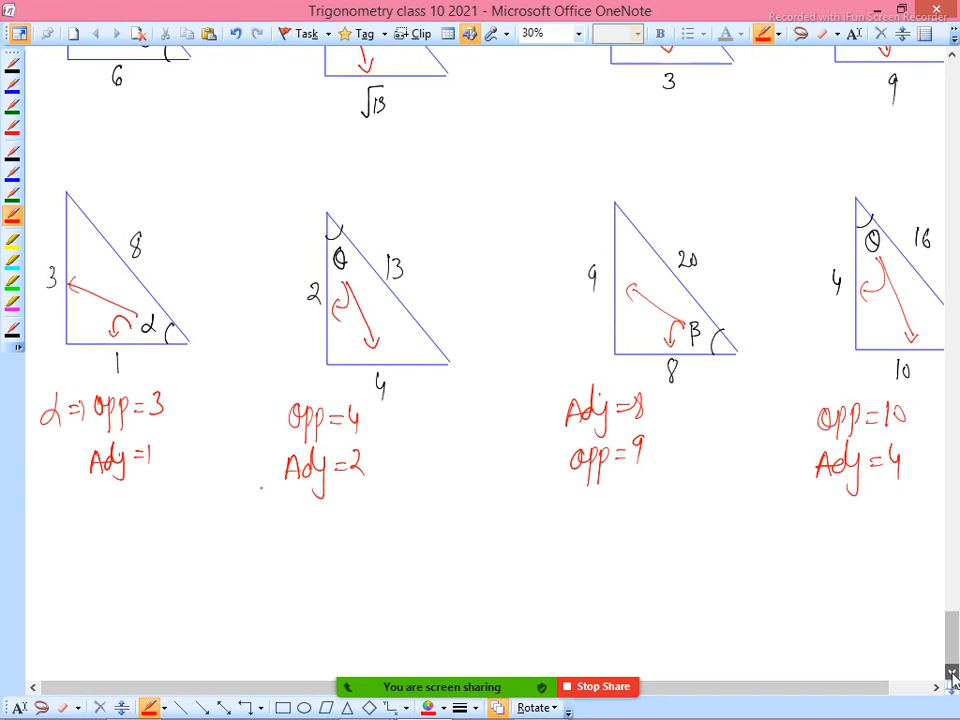 Trigonometry class 10 2021 - Microsoft Office OneNote
Recorded with iFun Screen Recorder
Task
Tag
Clip
30%
B
A
6
√13
3
9
3
8
α
1
θ
2
13
4
9
20
β
8
θ
4
16
10
α ⇒ Opp = 3
Adj = 1
Opp = 4
Adj = 2
Adj = 8
Opp = 9
Opp = 10
Adj = 4
You are screen sharing
Stop Share
Rotate